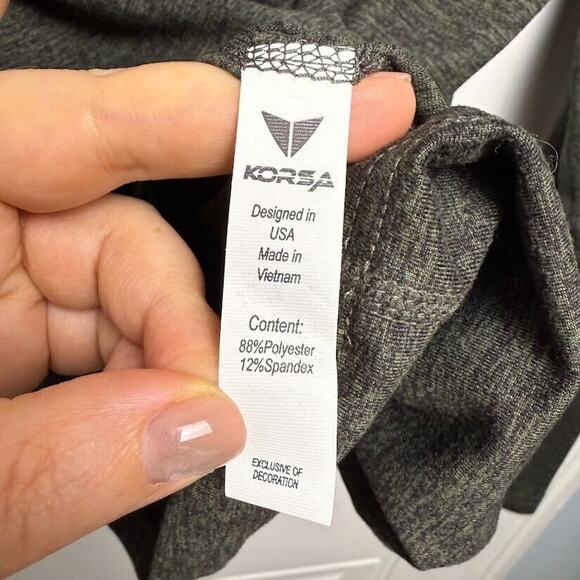 KORSA
Designed in
USA
Made in
Vietnam
Content:
88%Polyester
12%Spandex
EXCLUSIVE OF
DECORATION